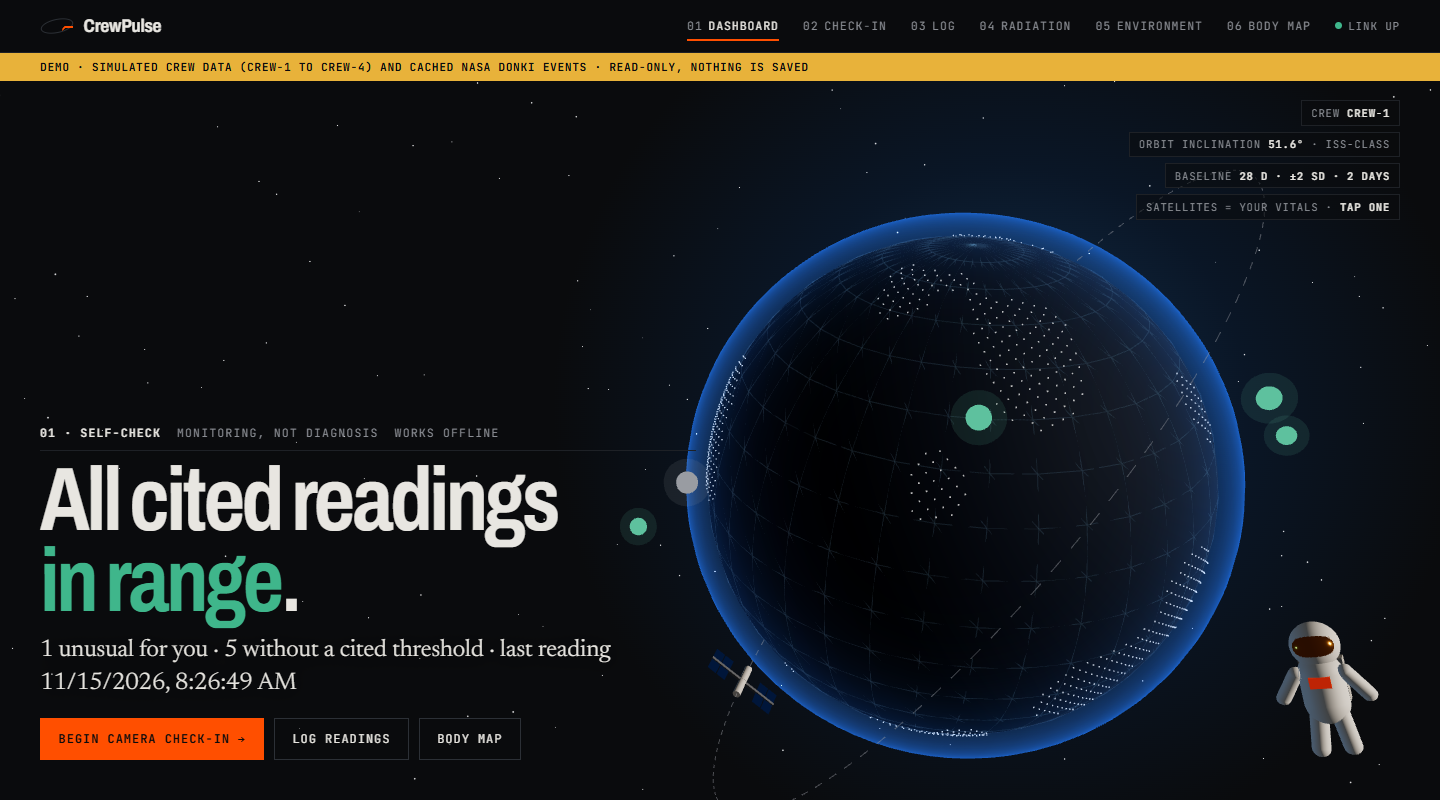 CrewPulse
01 DASHBOARD 02 CHECK-IN 03 LOG 04 RADIATION 05 ENVIRONMENT 06 BODY MAP LINK UP
DEMO · SIMULATED CREW DATA (CREW-1 TO CREW-4) AND CACHED NASA DONKI EVENTS · READ-ONLY, NOTHING IS SAVED
CREW CREW-1
ORBIT INCLINATION 51.6° · ISS-CLASS
BASELINE 28 D · ±2 SD · 2 DAYS
SATELLITES = YOUR VITALS · TAP ONE
01 · SELF-CHECK MONITORING, NOT DIAGNOSIS WORKS OFFLINE
All cited readings
in range.
1 unusual for you · 5 without a cited threshold · last reading
11/15/2026, 8:26:49 AM
BEGIN CAMERA CHECK-IN → LOG READINGS BODY MAP